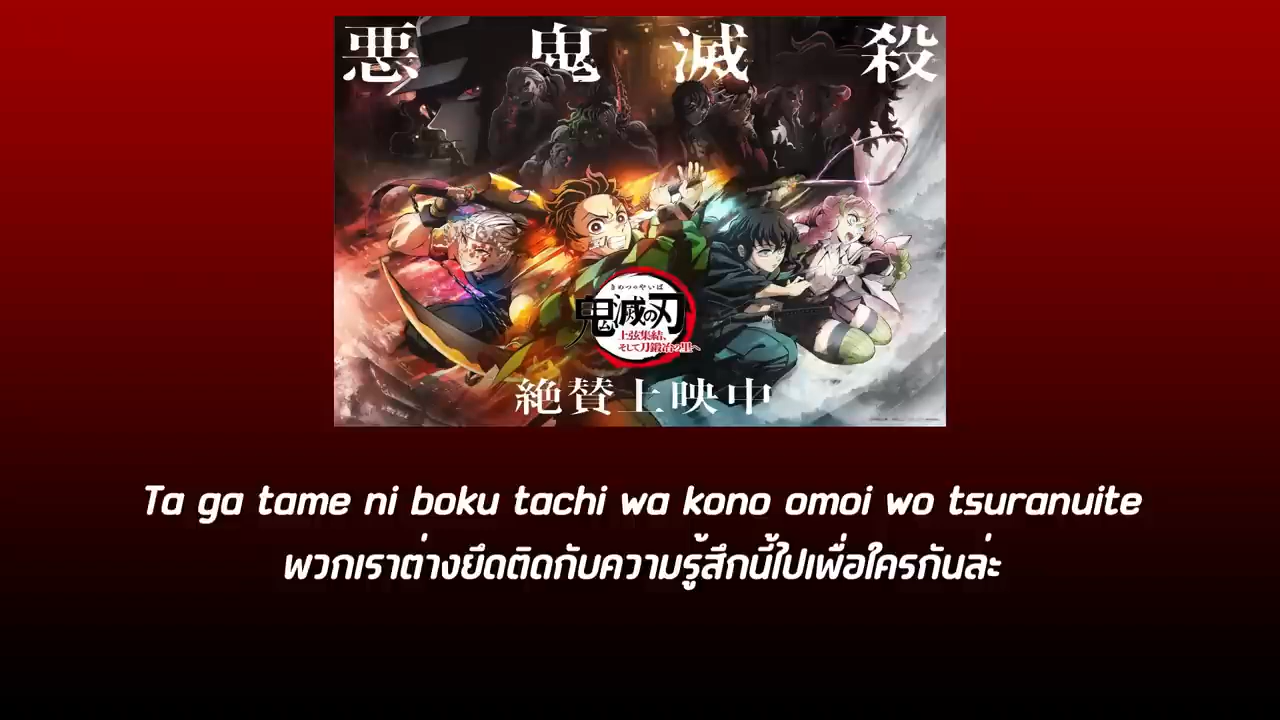 悪鬼滅殺
きめつのやいば
鬼滅の刃
上弦集結、
そして刀鍛冶の里へ
絶賛上映中
Ta ga tame ni boku tachi wa kono omoi wo tsuranuite
พวกเราต่างยึดติดกับความรู้สึกนี้ไปเพื่อใครกันล่ะ